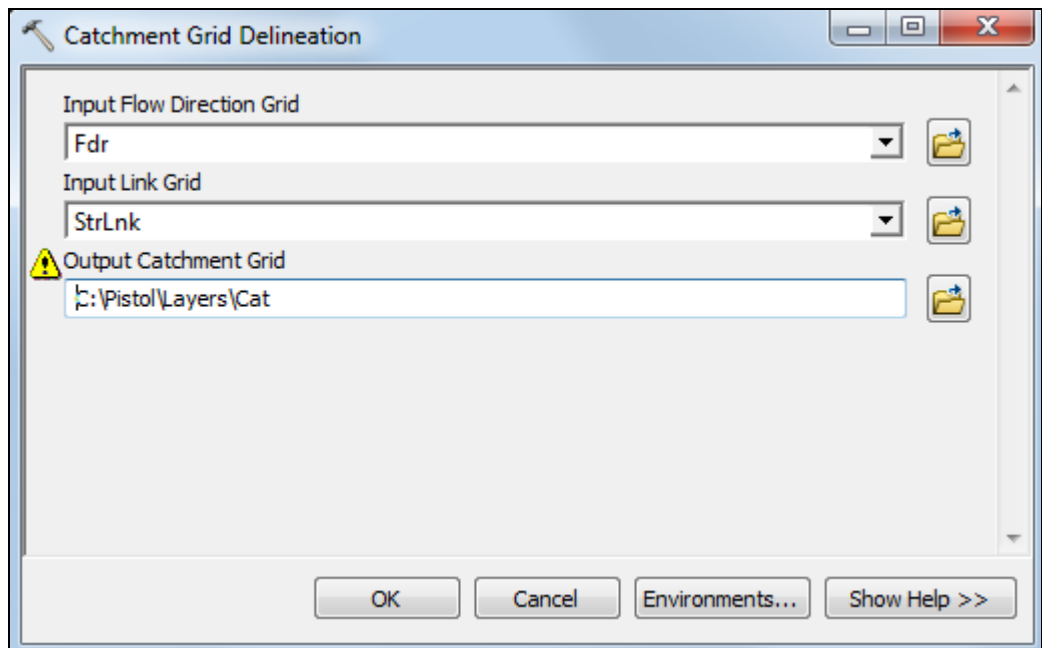 Catchment Grid Delineation
Input Flow Direction Grid
Fdr
Input Link Grid
StrLnk
Output Catchment Grid
C:\Pistol\Layers\Cat
OK Cancel Environments... Show Help >>